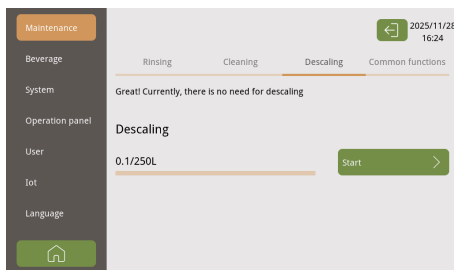 Maintenance
Beverage
System
Operation panel
User
Iot
Language
2025/11/28
16:24
Rinsing
Cleaning
Descaling
Common functions
Great! Currently, there is no need for descaling
Descaling
0.1/250L
Start